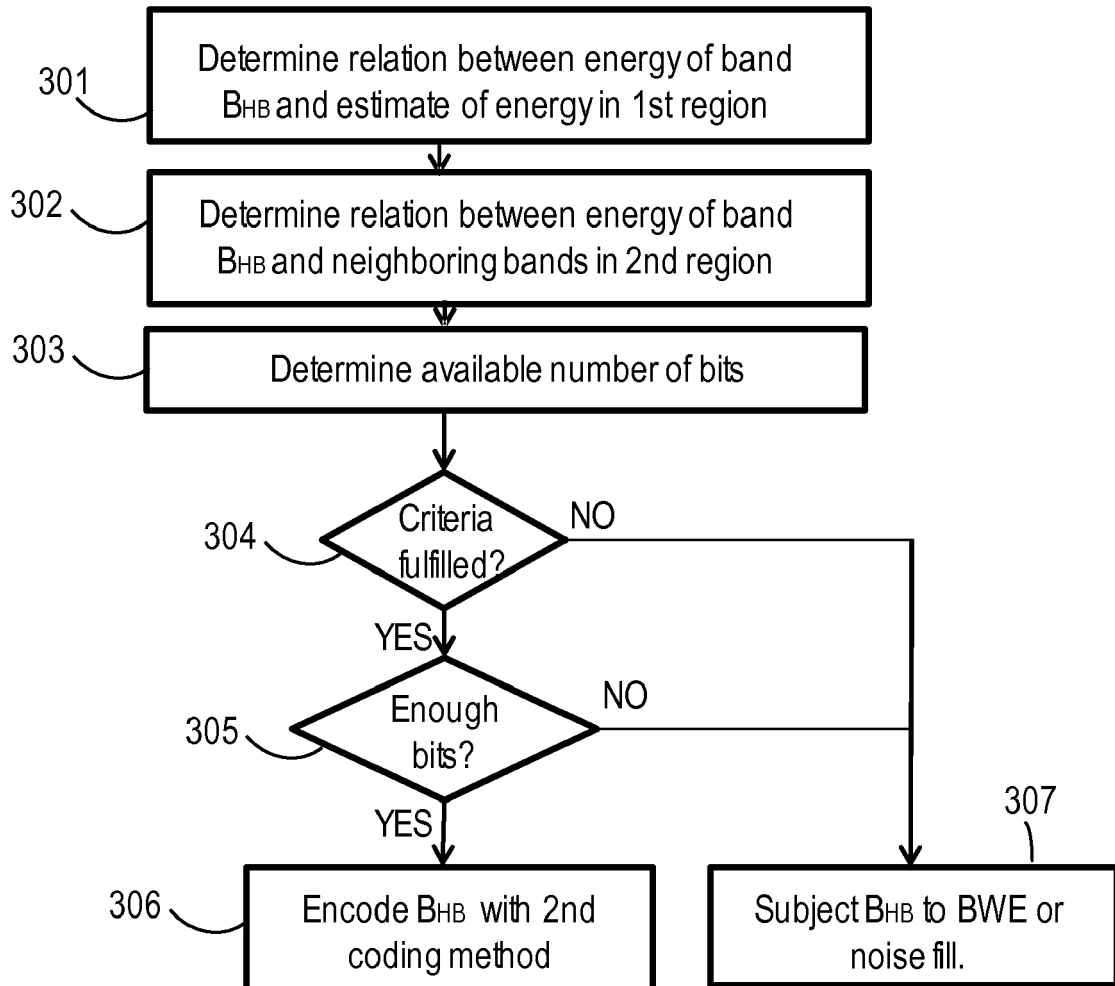 301
Determine relation between energy of band
BHB and estimate of energy in 1st region
302
Determine relation between energy of band
BHB and neighboring bands in 2nd region
303
Determine available number of bits
304
Criteria
fulfilled?
NO
YES
305
Enough
bits?
NO
YES
307
306
Encode BHB with 2nd
coding method
Subject BHB to BWE or
noise fill.